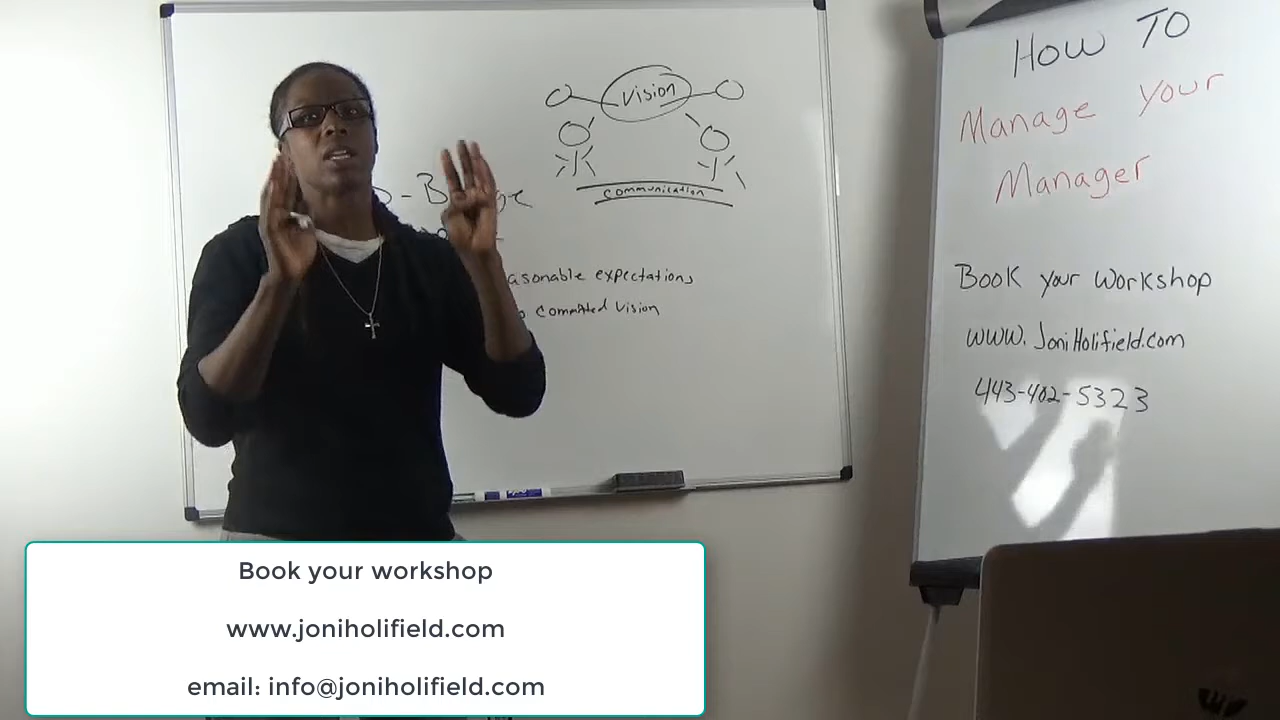 vision
communication
expectations
committed vision
HOW TO
Manage your
Manager
Book your workshop
www.JoniHolifield.com
443-402-5323
Book your workshop
www.joniholifield.com
email: info@joniholifield.com